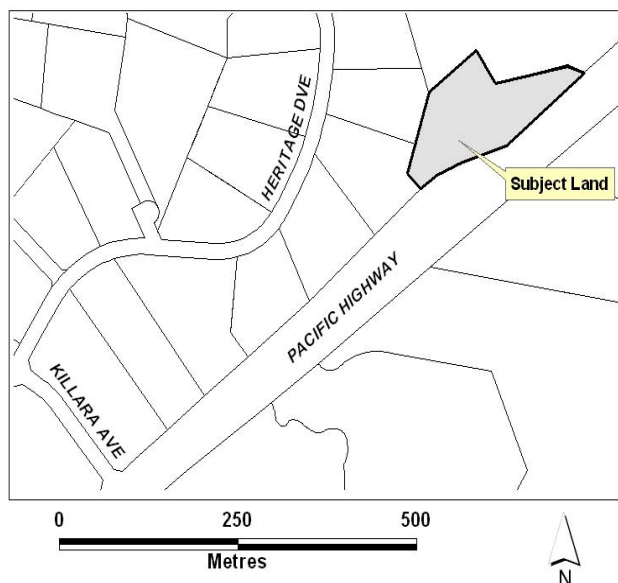 HERITAGE DVE
Subject Land
PACIFIC HIGHWAY
KILLARA AVE
0 250 500
Metres
N